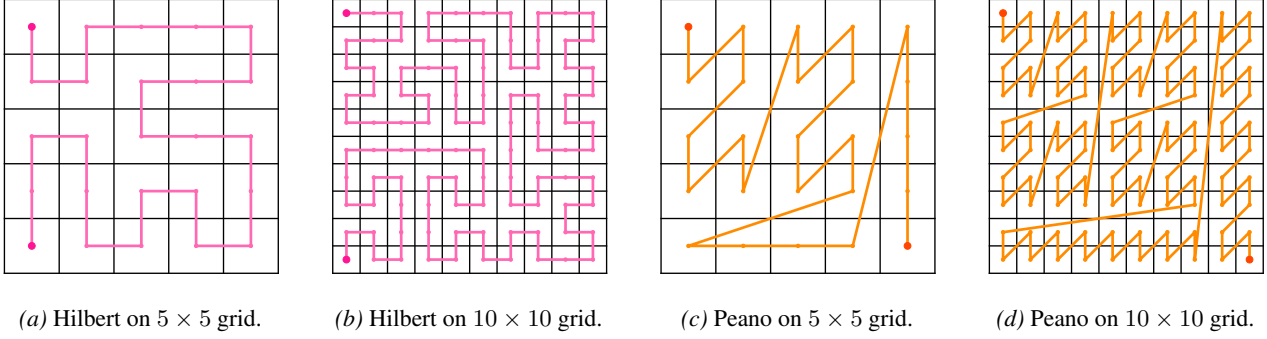 (a) Hilbert on 5 × 5 grid.
(b) Hilbert on 10 × 10 grid.
(c) Peano on 5 × 5 grid.
(d) Peano on 10 × 10 grid.